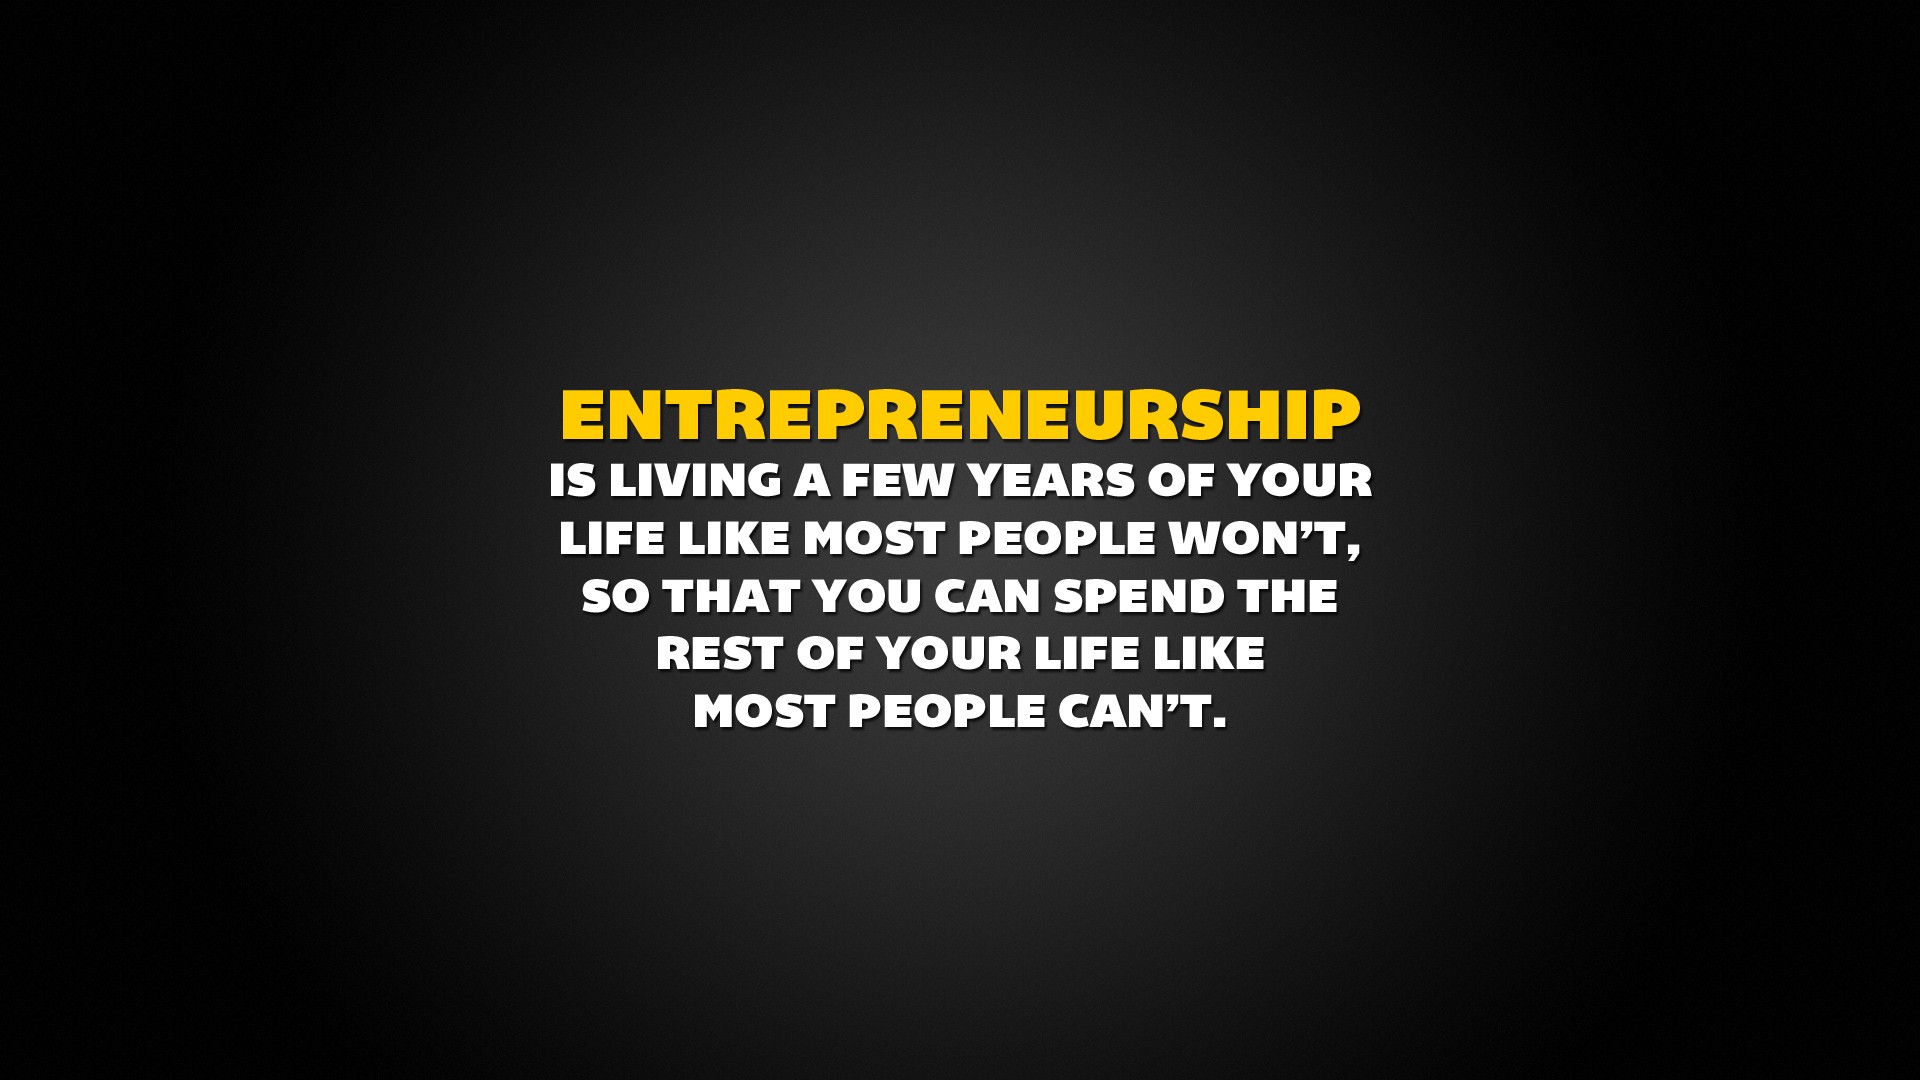 ENTREPRENEURSHIP
IS LIVING A FEW YEARS OF YOUR
LIFE LIKE MOST PEOPLE WON’T,
SO THAT YOU CAN SPEND THE
REST OF YOUR LIFE LIKE
MOST PEOPLE CAN’T.